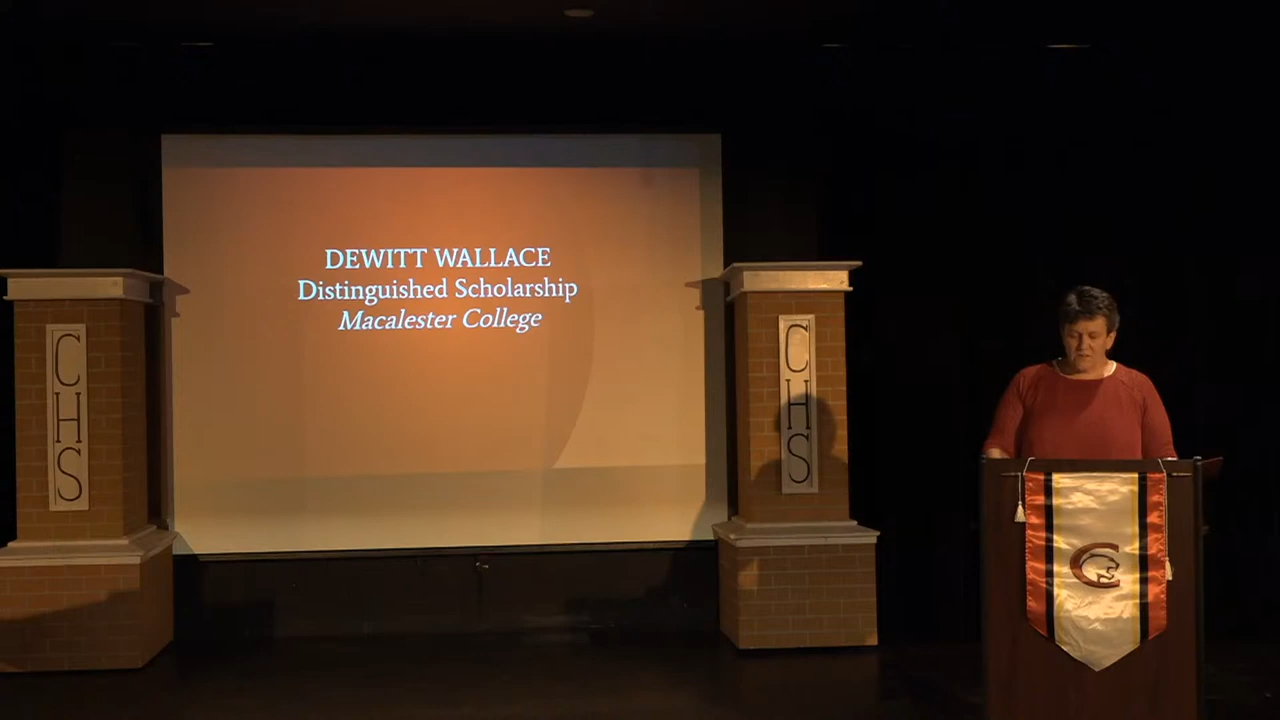 DEWITT WALLACE
Distinguished Scholarship
Macalester College
CHS
CHS
C